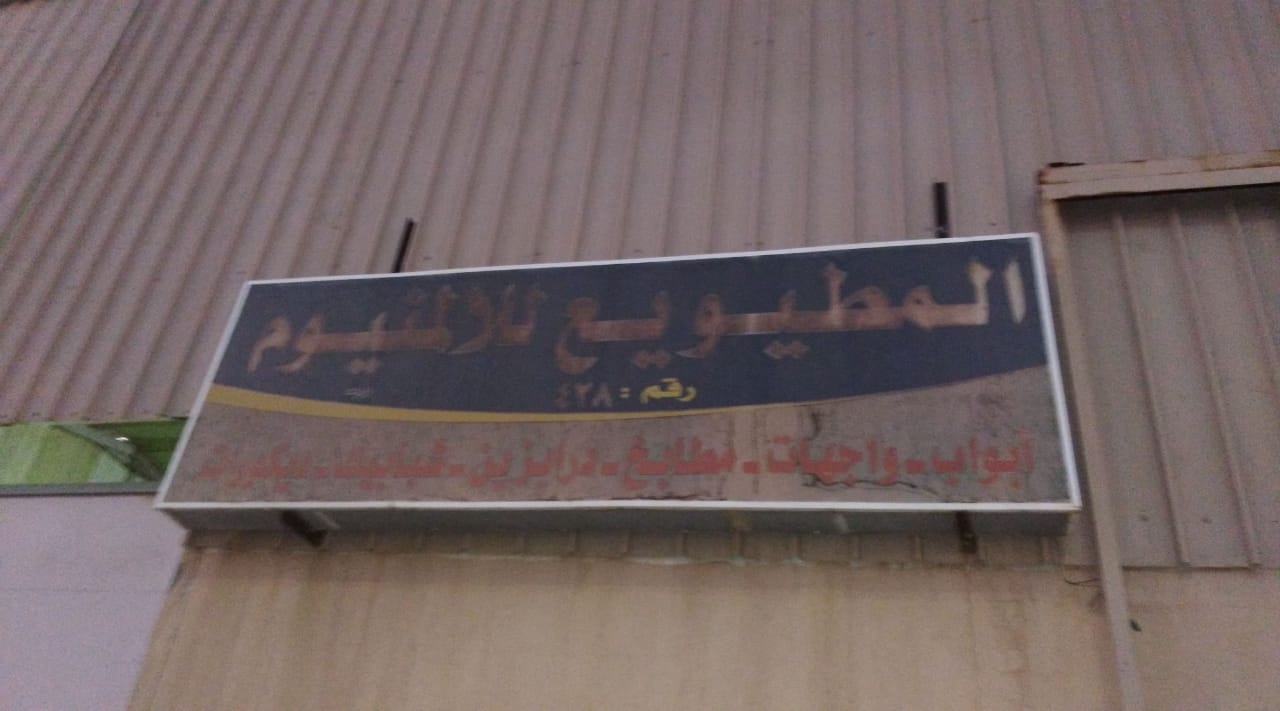 المطيويع للألمنيوم
رقم : ٤٢٨
أبواب - واجهات - مطابخ - درابزين - شبابيك - ديكورات